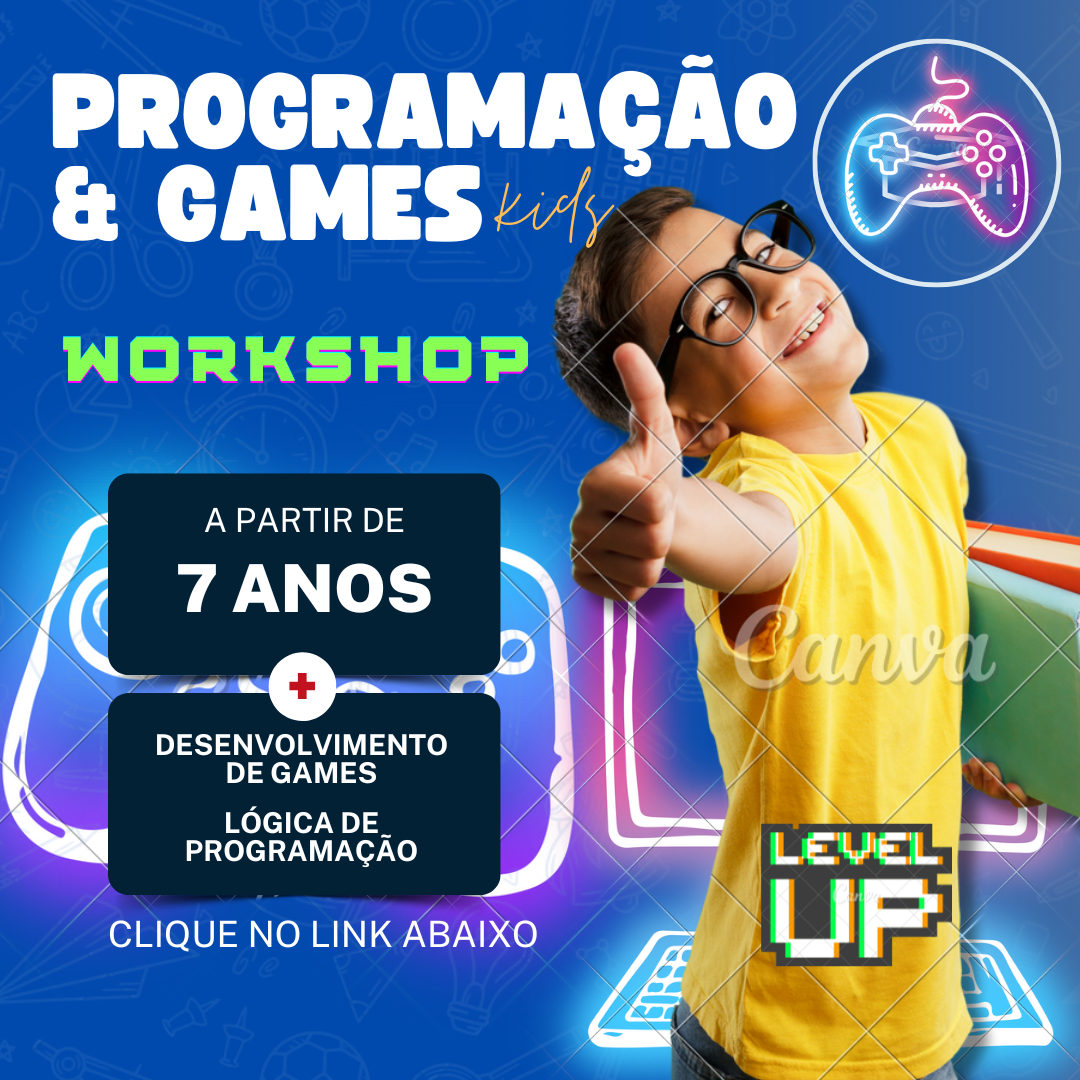 PROGRAMAÇÃO
& GAMES kids
WORKSHOP
A PARTIR DE
7 ANOS
+
DESENVOLVIMENTO
DE GAMES
LÓGICA DE
PROGRAMAÇÃO
CLIQUE NO LINK ABAIXO
Canva
LEVEL
UP